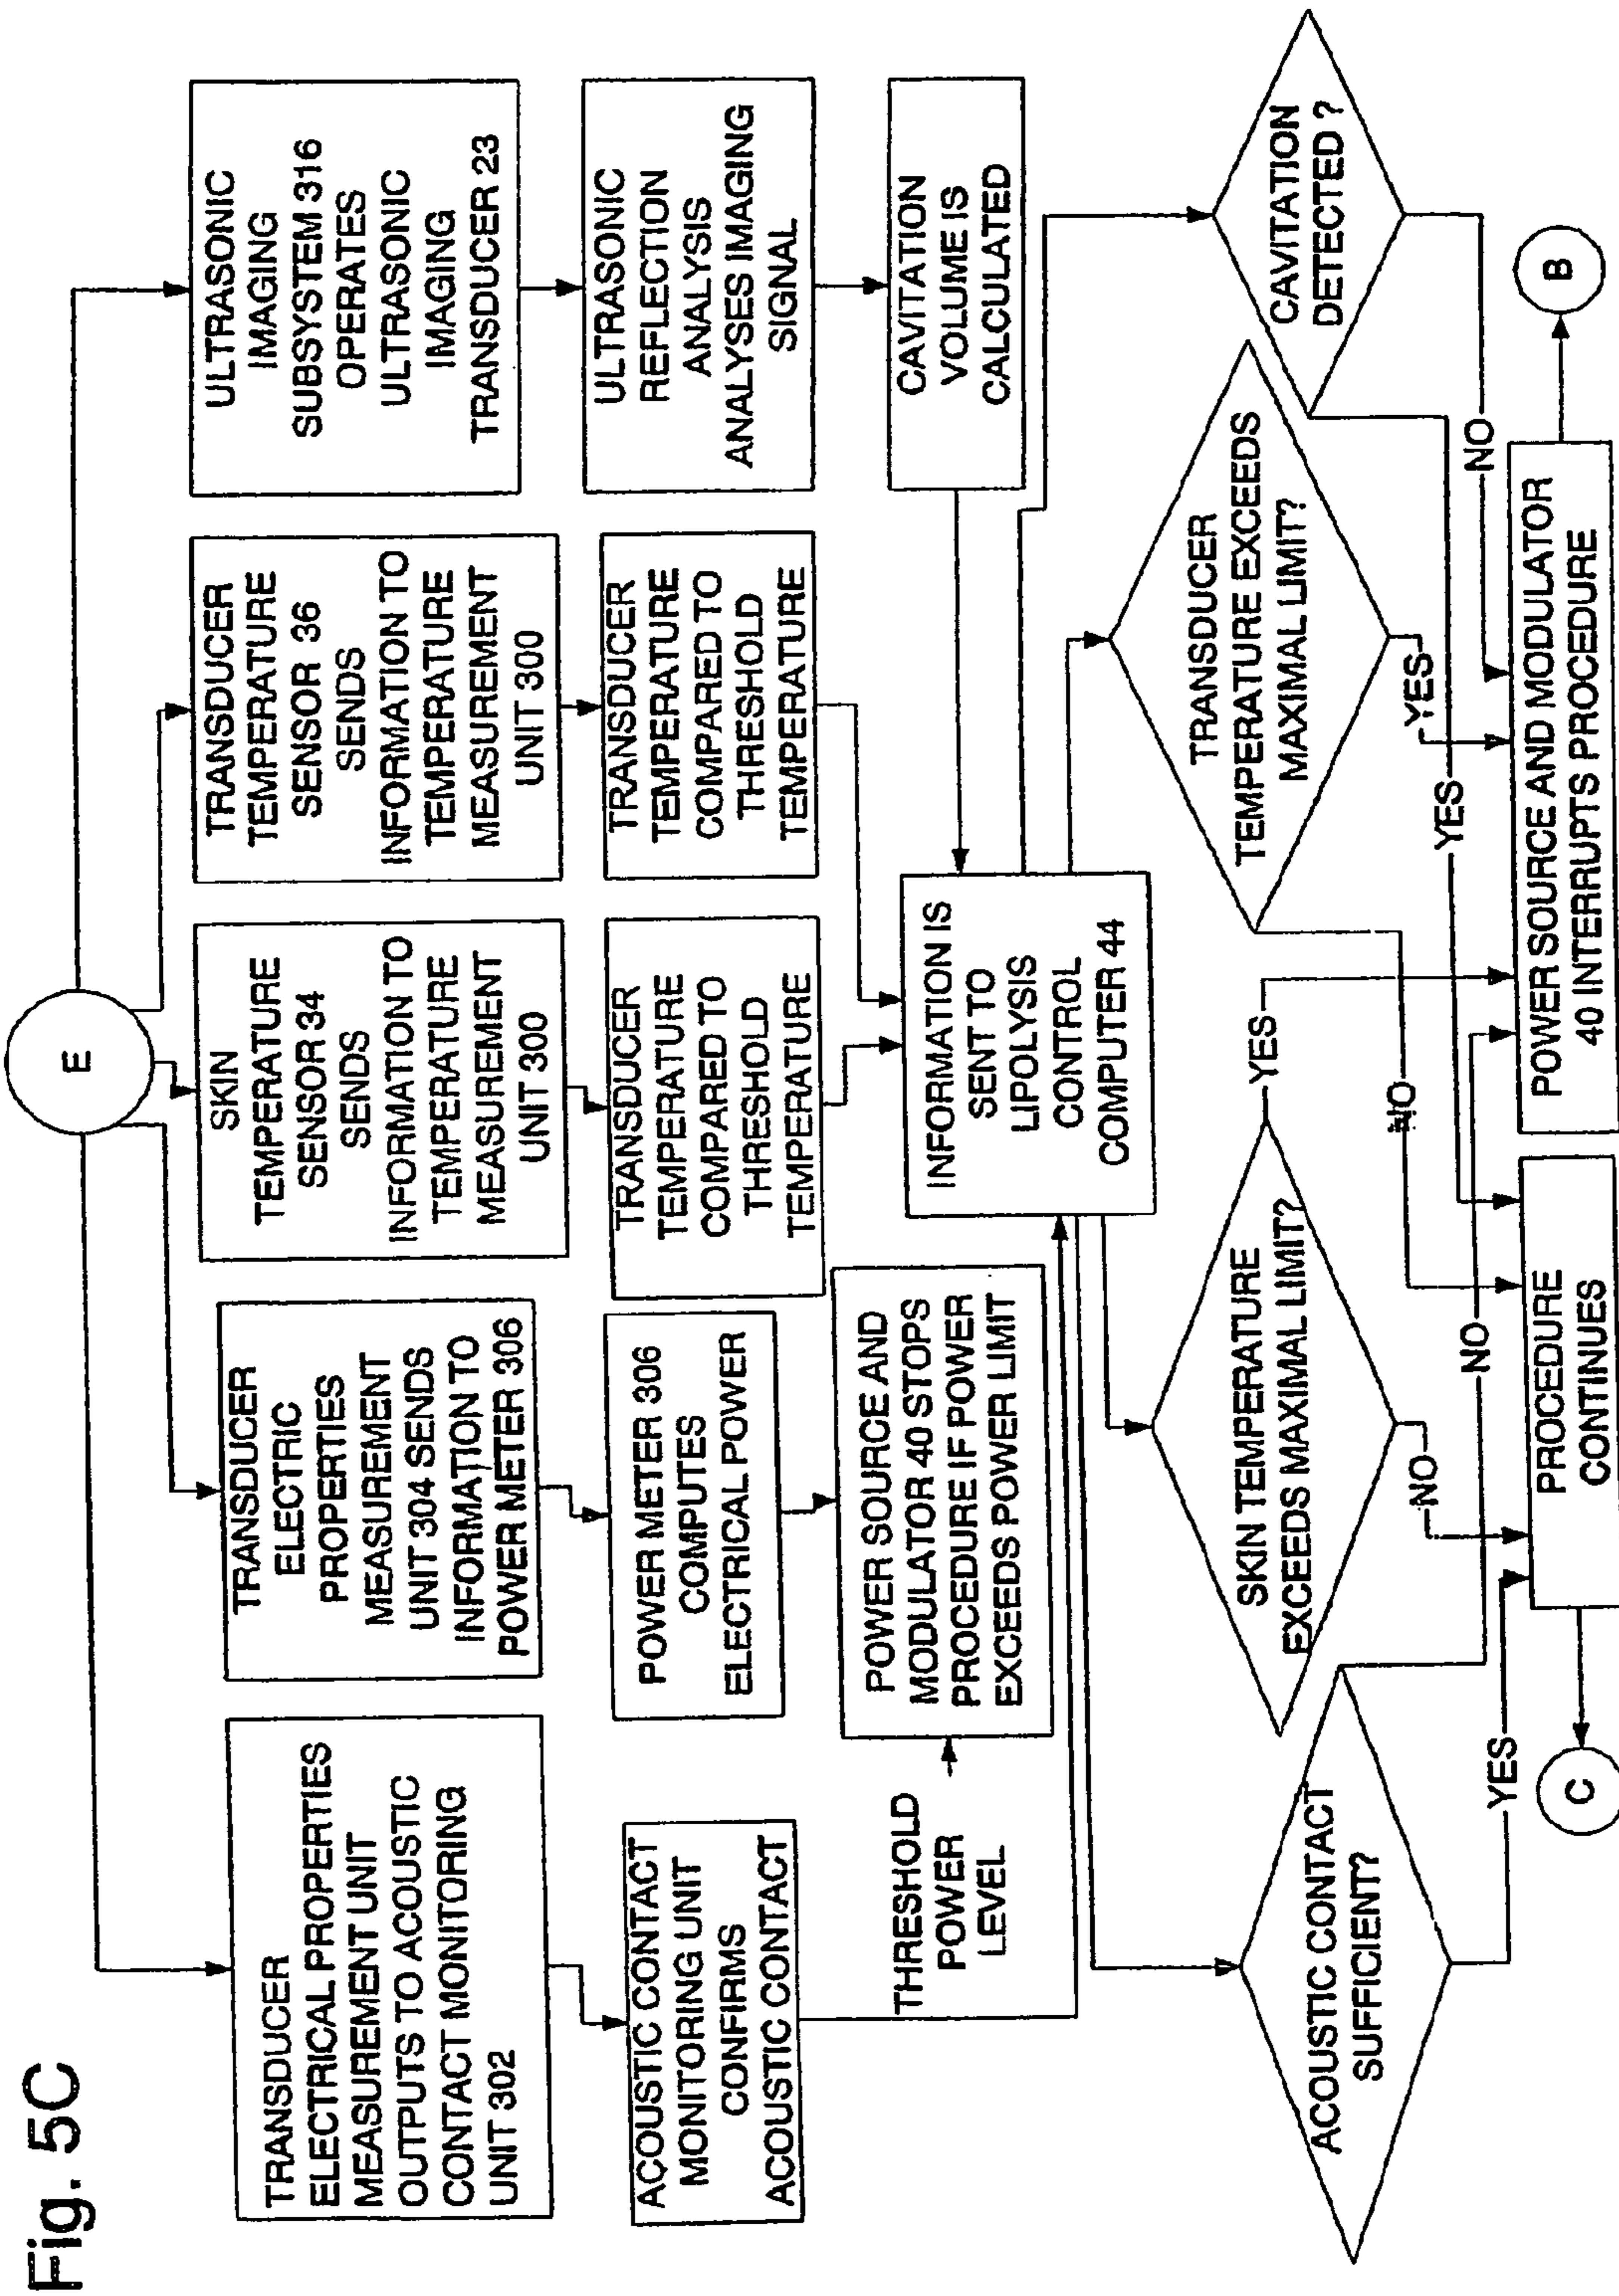 Fig. 5C
E
TRANSDUCER
ELECTRICAL PROPERTIES
MEASUREMENT UNIT
OUTPUTS TO ACOUSTIC
CONTACT MONITORING
UNIT 302
TRANSDUCER
ELECTRIC
PROPERTIES
MEASUREMENT
UNIT 304 SENDS
INFORMATION TO
POWER METER 306
SKIN
TEMPERATURE
SENSOR 34
SENDS
INFORMATION TO
TEMPERATURE
MEASUREMENT
UNIT 300
TRANSDUCER
TEMPERATURE
SENSOR 36
SENDS
INFORMATION TO
TEMPERATURE
MEASUREMENT
UNIT 300
ULTRASONIC
IMAGING
SUBSYSTEM 316
OPERATES
ULTRASONIC
IMAGING
TRANSDUCER 23
ACOUSTIC CONTACT
MONITORING UNIT
CONFIRMS
ACOUSTIC CONTACT
POWER METER 306
COMPUTES
ELECTRICAL POWER
TRANSDUCER
TEMPERATURE
COMPARED TO
THRESHOLD
TEMPERATURE
TRANSDUCER
TEMPERATURE
COMPARED TO
THRESHOLD
TEMPERATURE
ULTRASONIC
REFLECTION
ANALYSIS
ANALYSES IMAGING
SIGNAL
THRESHOLD
POWER
LEVEL
POWER SOURCE AND
MODULATOR 40 STOPS
PROCEDURE IF POWER
EXCEEDS POWER LIMIT
INFORMATION IS
SENT TO
LIPOLYSIS
CONTROL
COMPUTER 44
CAVITATION
VOLUME IS
CALCULATED
ACOUSTIC CONTACT
SUFFICIENT?
SKIN TEMPERATURE
EXCEEDS MAXIMAL LIMIT?
TRANSDUCER
TEMPERATURE EXCEEDS
MAXIMAL LIMIT?
CAVITATION
DETECTED ?
YES
NO
NO
YES
NO
YES
YES
NO
C
PROCEDURE
CONTINUES
POWER SOURCE AND MODULATOR
40 INTERRUPTS PROCEDURE
B